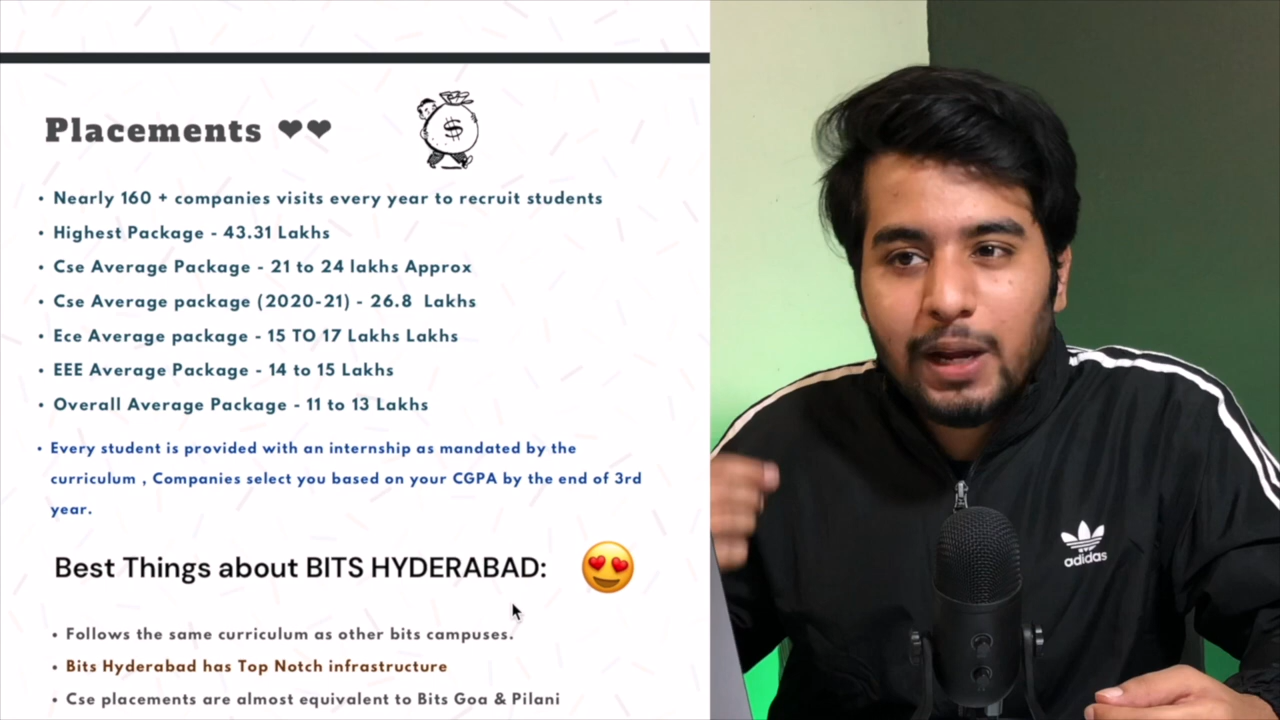 Placements ❤❤
$
• Nearly 160 + companies visits every year to recruit students
• Highest Package - 43.31 Lakhs
• Cse Average Package - 21 to 24 lakhs Approx
• Cse Average package (2020-21) - 26.8 Lakhs
• Ece Average package - 15 TO 17 Lakhs Lakhs
• EEE Average Package - 14 to 15 Lakhs
• Overall Average Package - 11 to 13 Lakhs
• Every student is provided with an internship as mandated by the
curriculum , Companies select you based on your CGPA by the end of 3rd
year.
Best Things about BITS HYDERABAD: 😍
• Follows the same curriculum as other bits campuses.
• Bits Hyderabad has Top Notch infrastructure
• Cse placements are almost equivalent to Bits Goa & Pilani
adidas